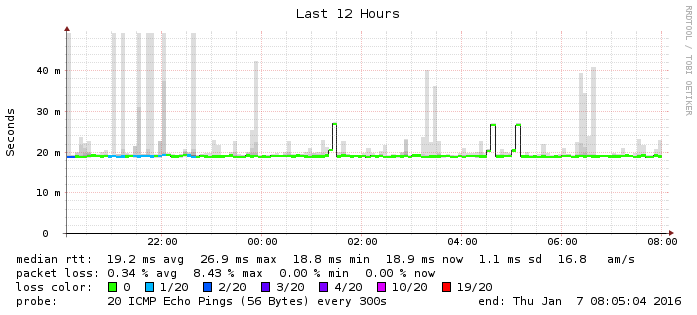 Last 12 Hours
RRDTOOL / TOBI OETIKER
Seconds
40 m
30 m
20 m
10 m
0
22:00 00:00 02:00 04:00 06:00 08:00
median rtt: 19.2 ms avg 26.9 ms max 18.8 ms min 18.9 ms now 1.1 ms sd 16.8 am/s
packet loss: 0.34 % avg 8.43 % max 0.00 % min 0.00 % now
loss color: 0 1/20 2/20 3/20 4/20 10/20 19/20
probe: 20 ICMP Echo Pings (56 Bytes) every 300s end: Thu Jan 7 08:05:04 2016